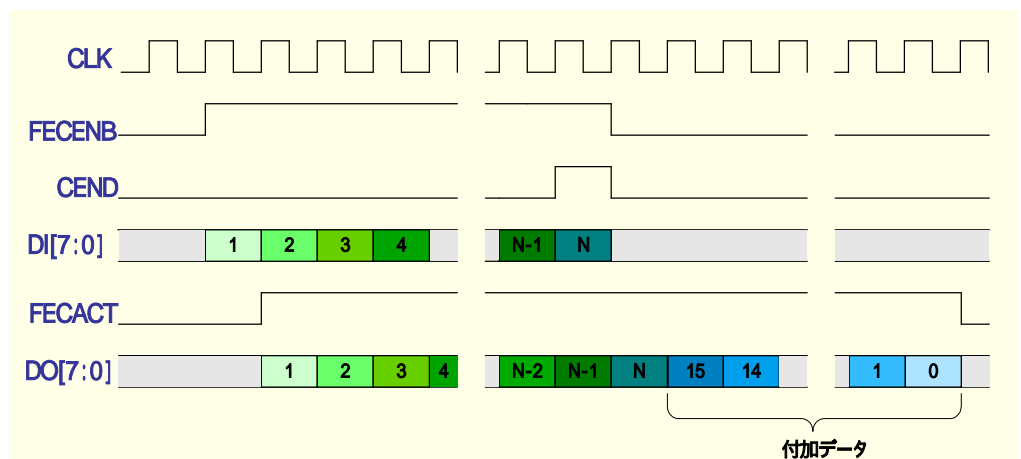 CLK
FECENB
CEND
DI[7:0] 1 2 3 4 N-1 N
FECACT
DO[7:0] 1 2 3 4 N-2 N-1 N 15 14 1 0
付加データ